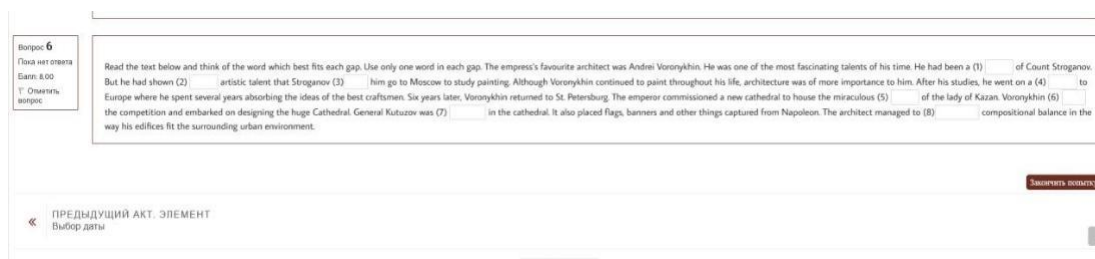 Вопрос 6
Пока нет ответа
Балл: 8,00
Отметить
вопрос
Read the text below and think of the word which best fits each gap. Use only one word in each gap. The empress's favourite architect was Andrei Voronykhin. He was one of the most fascinating talents of his time. He had been a (1) of Count Stroganov.
But he had shown (2) artistic talent that Stroganov (3) him go to Moscow to study painting. Although Voronykhin continued to paint throughout his life, architecture was of more importance to him. After his studies, he went on a (4) to
Europe where he spent several years absorbing the ideas of the best craftsmen. Six years later, Voronykhin returned to St. Petersburg. The emperor commissioned a new cathedral to house the miraculous (5) of the lady of Kazan. Voronykhin (6)
the competition and embarked on designing the huge Cathedral. General Kutuzov was (7) in the cathedral. It also placed flags, banners and other things captured from Napoleon. The architect managed to (8) compositional balance in the
way his edifices fit the surrounding urban environment.
Закончить попытку
« ПРЕДЫДУЩИЙ АКТ. ЭЛЕМЕНТ
Выбор даты